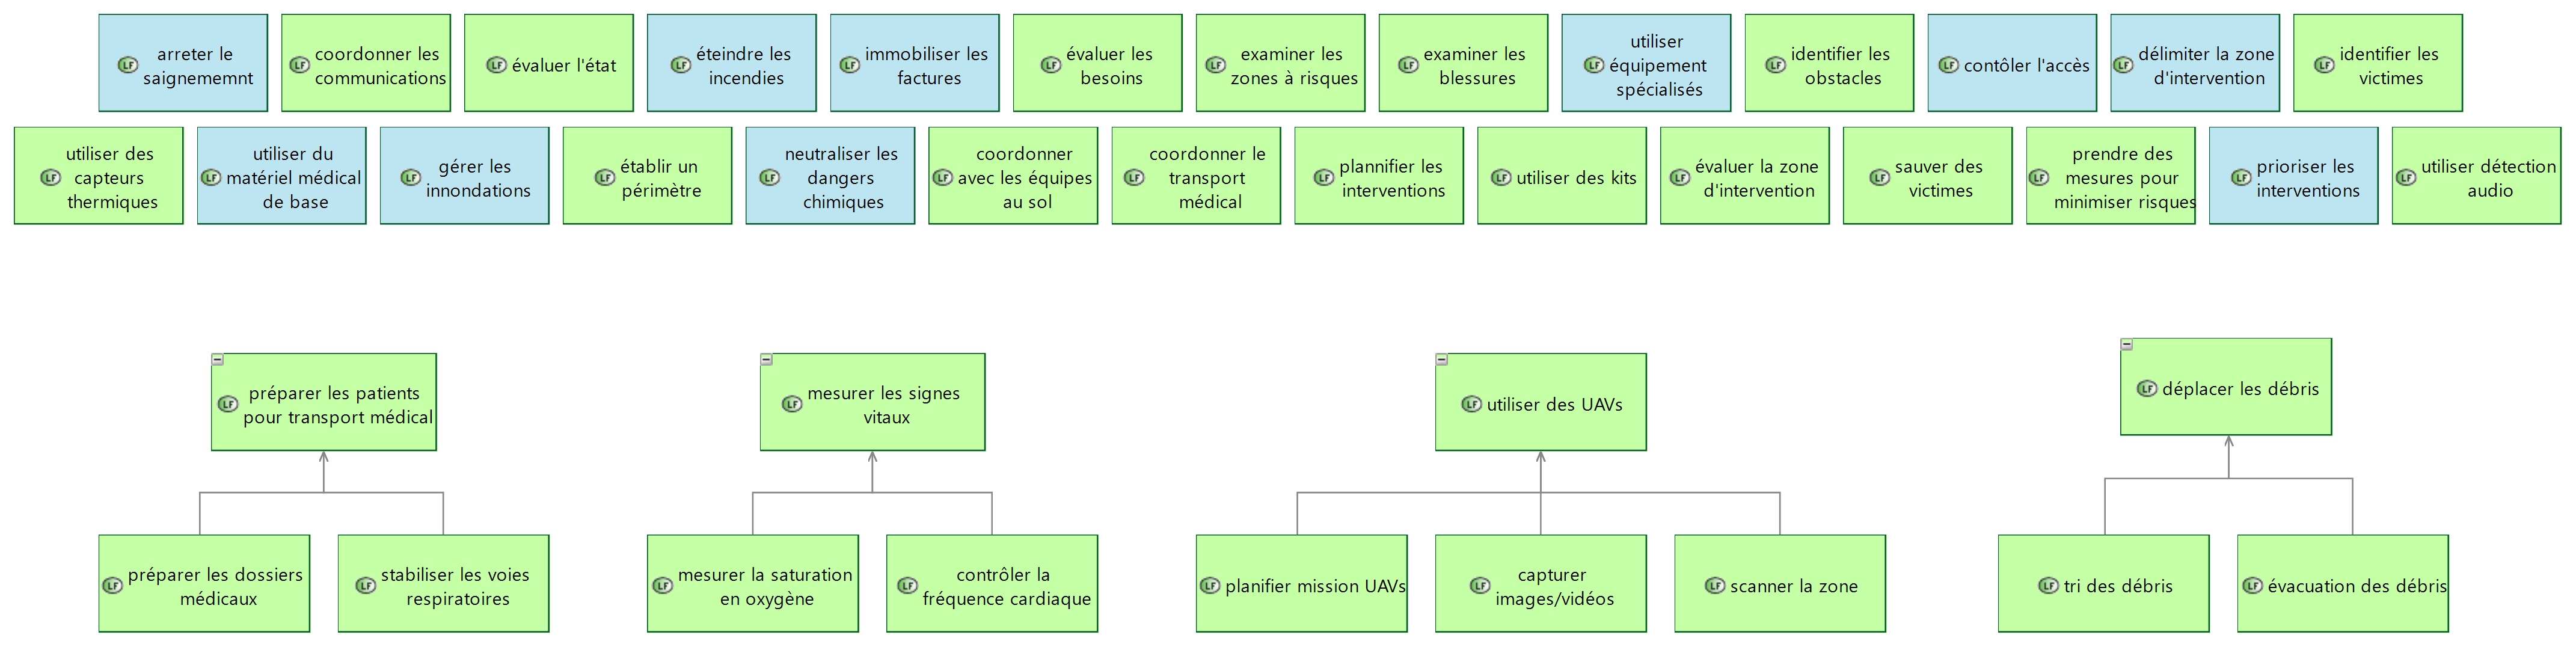 LF arreter le
saignememnt
LF coordonner les
communications
LF évaluer l'état
LF éteindre les
incendies
LF immobiliser les
factures
LF évaluer les
besoins
LF examiner les
zones à risques
LF examiner les
blessures
LF utiliser
équipement
spécialisés
LF identifier les
obstacles
LF contôler l'accès
LF délimiter la zone
d'intervention
LF identifier les
victimes
LF utiliser des
capteurs
thermiques
LF utiliser du
matériel médical
de base
LF gérer les
innondations
LF établir un
périmètre
LF neutraliser les
dangers
chimiques
LF coordonner
avec les équipes
au sol
LF coordonner le
transport
médical
LF plannifier les
interventions
LF utiliser des kits
LF évaluer la zone
d'intervention
LF sauver des
victimes
LF prendre des
mesures pour
minimiser risques
LF prioriser les
interventions
LF utiliser détection
audio
LF préparer les patients
pour transport médical
LF mesurer les signes
vitaux
LF utiliser des UAVs
LF déplacer les débris
LF préparer les dossiers
médicaux
LF stabiliser les voies
respiratoires
LF mesurer la saturation
en oxygène
LF contrôler la
fréquence cardiaque
LF planifier mission UAVs
LF capturer
images/vidéos
LF scanner la zone
LF tri des débris
LF évacuation des débris